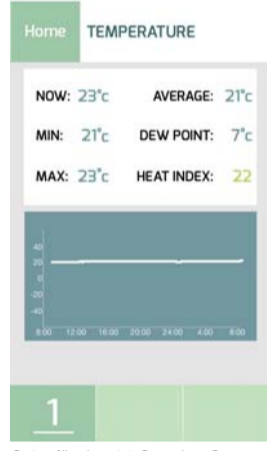 Home TEMPERATURE
NOW: 23°c AVERAGE: 21°c
MIN: 21°c DEW POINT: 7°c
MAX: 23°c HEAT INDEX: 22
40
20
0
-20
-40
8:00 12:00 16:00 20:00 24:00 4:00 8:00
1